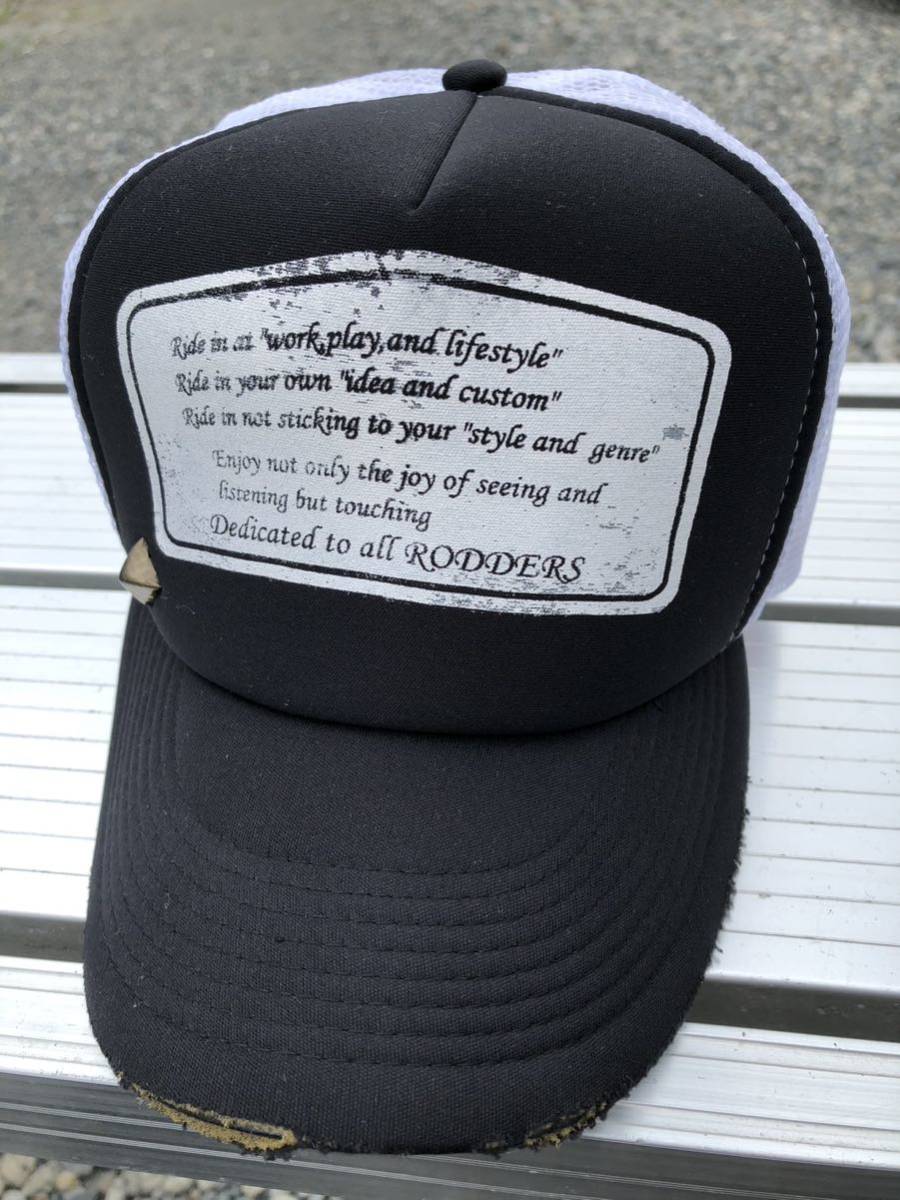 Ride in at "work,play,and lifestyle"
Ride in your own "idea and custom"
Ride in not sticking to your "style and genre"
Enjoy not only the joy of seeing and
listening but touching
Dedicated to all RODDERS